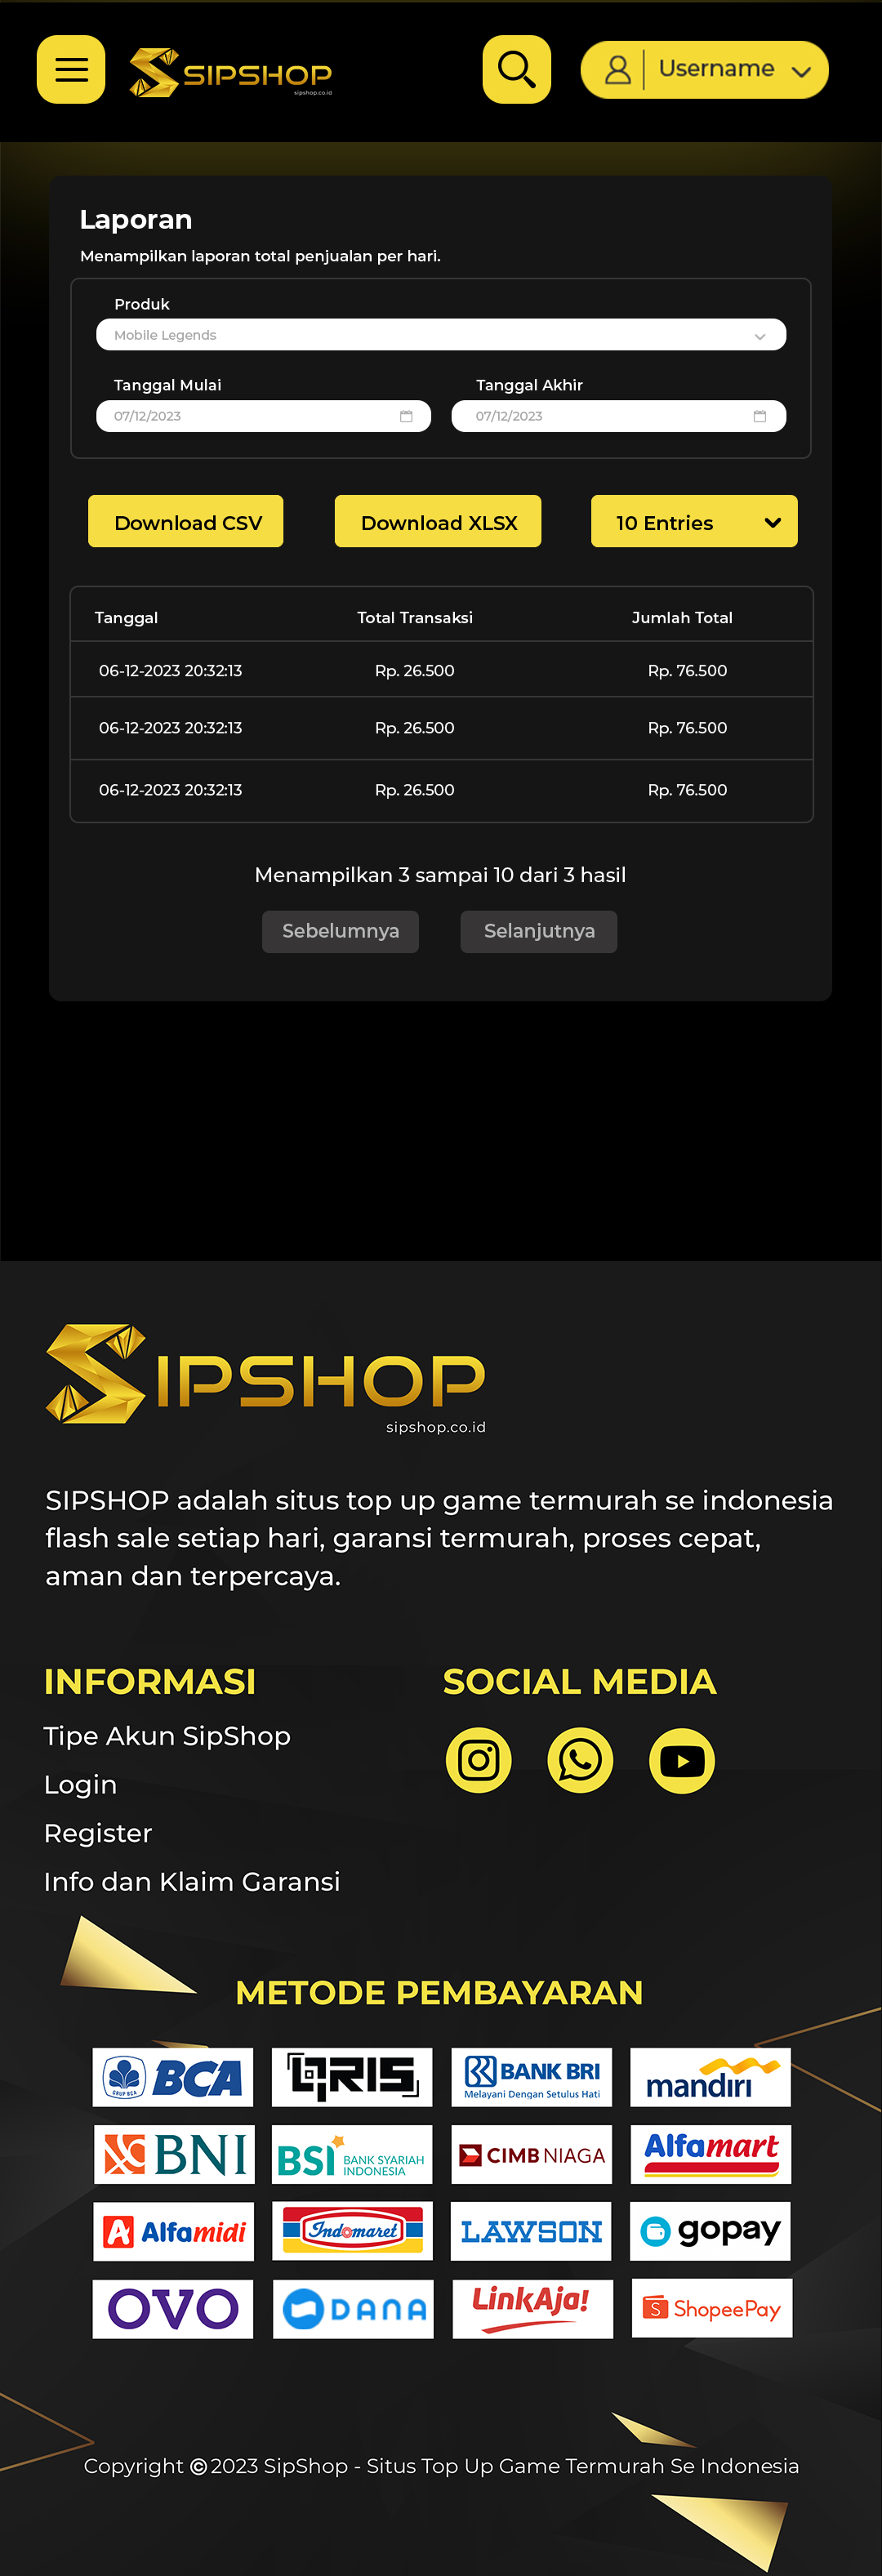 SIPSHOP
sipshop.co.id
Username
Laporan
Menampilkan laporan total penjualan per hari.
Produk
Mobile Legends
Tanggal Mulai Tanggal Akhir
07/12/2023 07/12/2023
Download CSV Download XLSX 10 Entries
Tanggal Total Transaksi Jumlah Total
06-12-2023 20:32:13 Rp. 26.500 Rp. 76.500
06-12-2023 20:32:13 Rp. 26.500 Rp. 76.500
06-12-2023 20:32:13 Rp. 26.500 Rp. 76.500
Menampilkan 3 sampai 10 dari 3 hasil
Sebelumnya Selanjutnya
SIPSHOP
sipshop.co.id
SIPSHOP adalah situs top up game termurah se indonesia
flash sale setiap hari, garansi termurah, proses cepat,
aman dan terpercaya.
INFORMASI SOCIAL MEDIA
Tipe Akun SipShop
Login
Register
Info dan Klaim Garansi
METODE PEMBAYARAN
GRUP BCA BCA QRIS BANK BRI mandiri
Melayani Dengan Setulus Hati
BNI BSI BANK SYARIAH INDONESIA CIMB NIAGA Alfamart
A Alfamidi Indomaret LAWSON gopay
OVO DANA LinkAja! S ShopeePay
Copyright © 2023 SipShop - Situs Top Up Game Termurah Se Indonesia